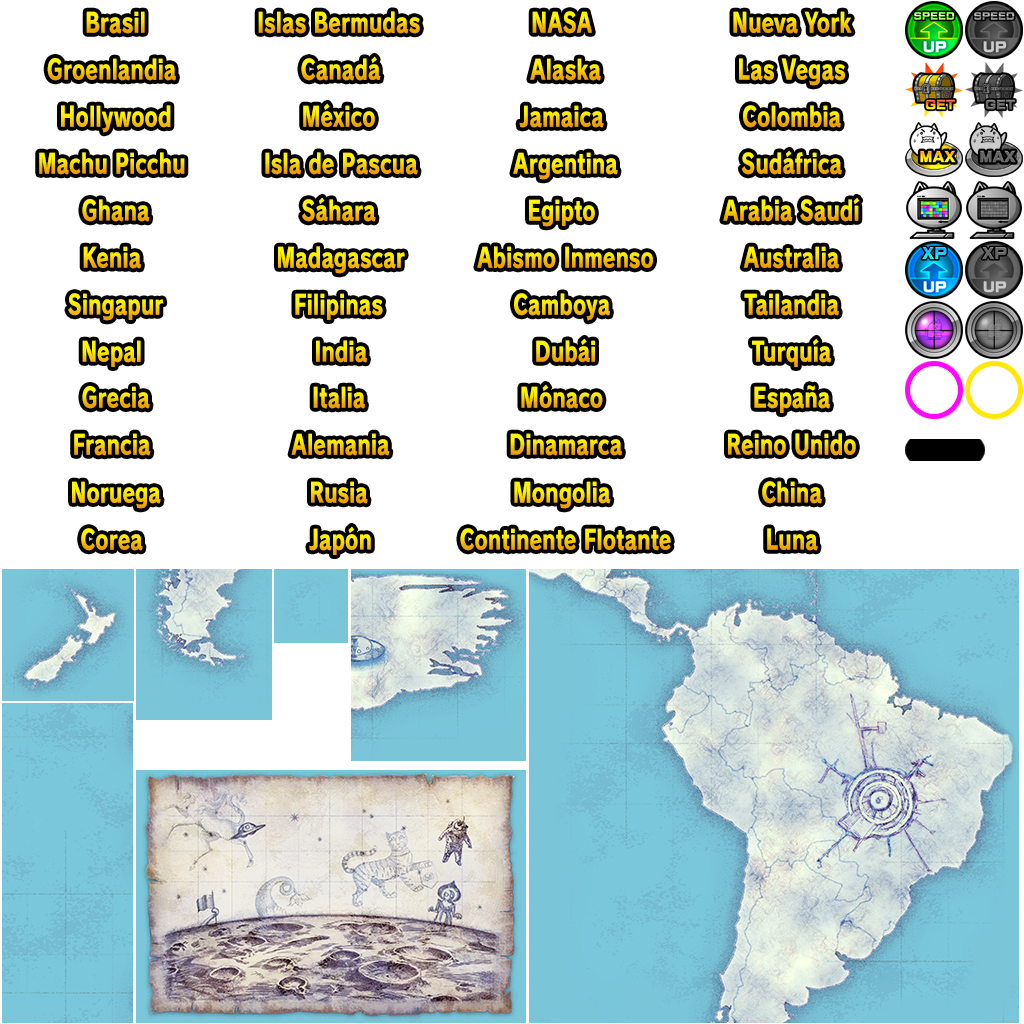 Brasil Islas Bermudas NASA Nueva York SPEED UP SPEED UP
Groenlandia Canadá Alaska Las Vegas GET GET
Hollywood México Jamaica Colombia
Machu Picchu Isla de Pascua Argentina Sudáfrica MAX MAX
Ghana Sáhara Egipto Arabia Saudí
Kenia Madagascar Abismo Inmenso Australia XP UP XP UP
Singapur Filipinas Camboya Tailandia
Nepal India Dubái Turquía
Grecia Italia Mónaco España
Francia Alemania Dinamarca Reino Unido
Noruega Rusia Mongolia China
Corea Japón Continente Flotante Luna